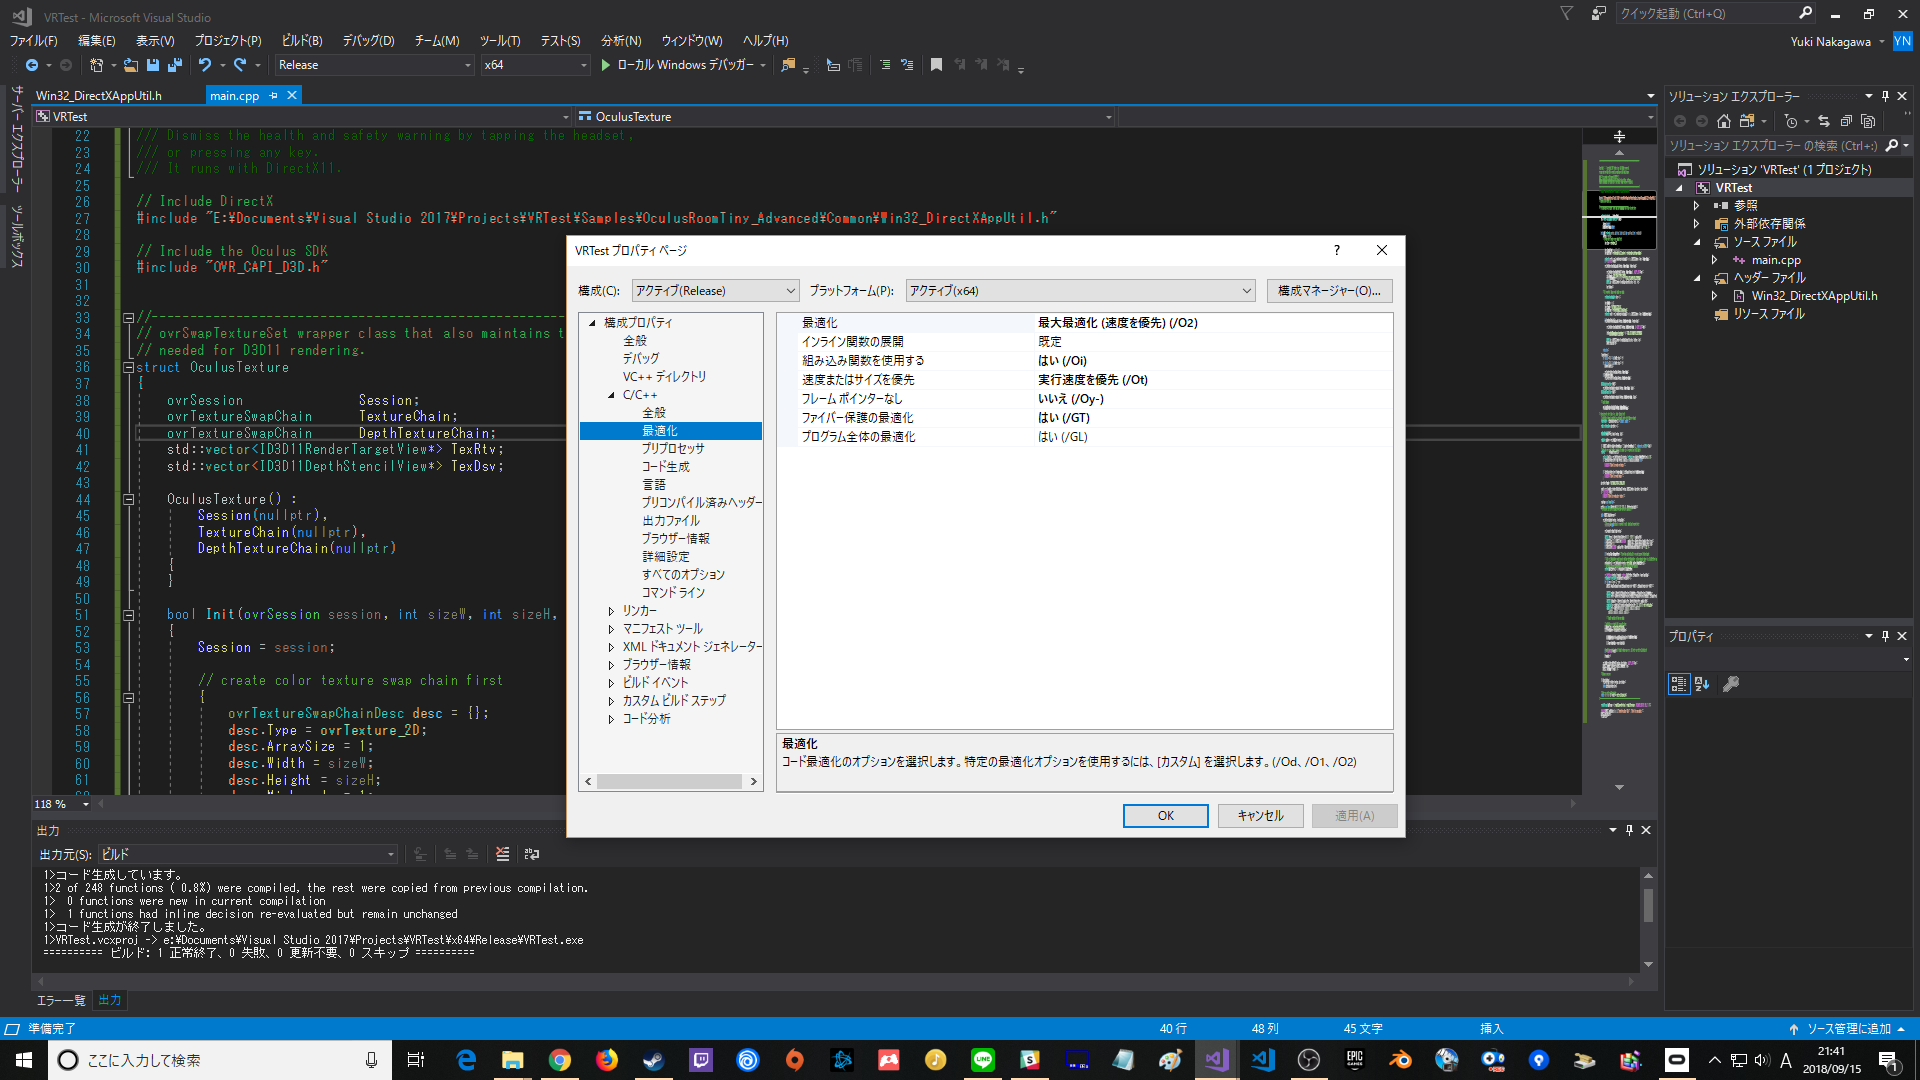 VRTest - Microsoft Visual Studio
クイック起動 (Ctrl+Q)
ファイル(F) 編集(E) 表示(V) プロジェクト(P) ビルド(B) デバッグ(D) チーム(M) ツール(T) テスト(S) 分析(N) ウィンドウ(W) ヘルプ(H)
Yuki Nakagawa YN
Release x64 ローカル Windows デバッガー
サーバー エクスプローラー
ツールボックス
Win32_DirectXAppUtil.h main.cpp
VRTest OculusTexture
22 /// Dismiss the health and safety warning by tapping the headset,
23 /// or pressing any key.
24 /// It runs with DirectX11.
25
26 // Include DirectX
27 #include "E:¥Documents¥Visual Studio 2017¥Projects¥VRTest¥Samples¥OculusRoomTiny_Advanced¥Common¥Win32_DirectXAppUtil.h"
28
29 // Include the Oculus SDK
30 #include "OVR_CAPI_D3D.h"
31
32
33 //------------------------------------------------------------
34 // ovrSwapTextureSet wrapper class that also maintains t
35 // needed for D3D11 rendering.
36 struct OculusTexture
37 {
38 ovrSession Session;
39 ovrTextureSwapChain TextureChain;
40 ovrTextureSwapChain DepthTextureChain;
41 std::vector<ID3D11RenderTargetView*> TexRtv;
42 std::vector<ID3D11DepthStencilView*> TexDsv;
43
44 OculusTexture() :
45 Session(nullptr),
46 TextureChain(nullptr),
47 DepthTextureChain(nullptr)
48 {
49 }
50
51 bool Init(ovrSession session, int sizeW, int sizeH,
52 {
53 Session = session;
54
55 // create color texture swap chain first
56 {
57 ovrTextureSwapChainDesc desc = {};
58 desc.Type = ovrTexture_2D;
59 desc.ArraySize = 1;
60 desc.Width = sizeW;
61 desc.Height = sizeH;
118 %
VRTest プロパティ ページ
構成(C): アクティブ(Release) プラットフォーム(P): アクティブ(x64) 構成マネージャー(O)...
構成プロパティ
全般
デバッグ
VC++ ディレクトリ
C/C++
全般
最適化
プリプロセッサ
コード生成
言語
プリコンパイル済みヘッダー
出力ファイル
ブラウザー情報
詳細設定
すべてのオプション
コマンド ライン
リンカー
マニフェスト ツール
XML ドキュメント ジェネレーター
ブラウザー情報
ビルド イベント
カスタム ビルド ステップ
コード分析
最適化 最大最適化 (速度を優先) (/O2)
インライン関数の展開 既定
組み込み関数を使用する はい (/Oi)
速度またはサイズを優先 実行速度を優先 (/Ot)
フレーム ポインターなし いいえ (/Oy-)
ファイバー保護の最適化 はい (/GT)
プログラム全体の最適化 はい (/GL)
最適化
コード最適化のオプションを選択します。特定の最適化オプションを使用するには、[カスタム] を選択します。(/Od、/O1、/O2)
OK キャンセル 適用(A)
ソリューション エクスプローラー
ソリューション エクスプローラー の検索 (Ctrl+:)
ソリューション 'VRTest' (1 プロジェクト)
VRTest
参照
外部依存関係
ソース ファイル
main.cpp
ヘッダー ファイル
Win32_DirectXAppUtil.h
リソース ファイル
プロパティ
出力
出力元(S): ビルド
1>コード生成しています。
1>2 of 248 functions ( 0.8%) were compiled, the rest were copied from previous compilation.
1> 0 functions were new in current compilation
1> 1 functions had inline decision re-evaluated but remain unchanged
1>コード生成が終了しました。
1>VRTest.vcxproj -> e:¥Documents¥Visual Studio 2017¥Projects¥VRTest¥x64¥Release¥VRTest.exe
========== ビルド: 1 正常終了、0 失敗、0 更新不要、0 スキップ ==========
エラー一覧 出力
準備完了 40 行 48 列 45 文字 挿入 ソース管理に追加
ここに入力して検索
EPIC GAMES
A
21:41
2018/09/15
1